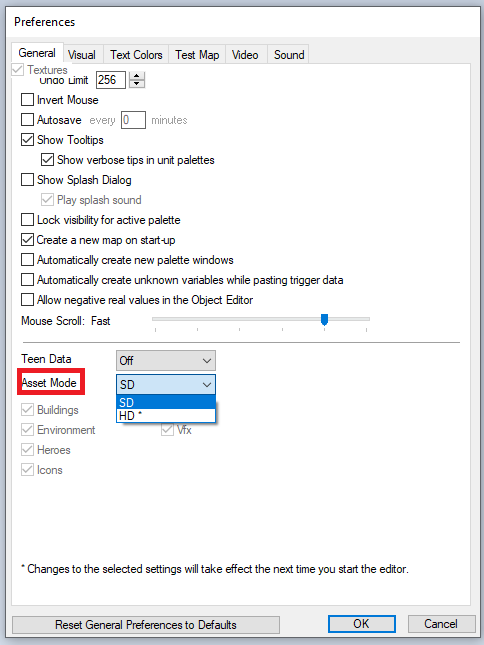 Preferences
General Visual Text Colors Test Map Video Sound
Textures
Undo Limit 256
Invert Mouse
Autosave every 0 minutes
Show Tooltips
Show verbose tips in unit palettes
Show Splash Dialog
Play splash sound
Lock visibility for active palette
Create a new map on start-up
Automatically create new palette windows
Automatically create unknown variables while pasting trigger data
Allow negative real values in the Object Editor
Mouse Scroll: Fast
Teen Data Off
Asset Mode SD
SD
Buildings HD *
Environment Vfx
Heroes
Icons
* Changes to the selected settings will take effect the next time you start the editor.
Reset General Preferences to Defaults OK Cancel